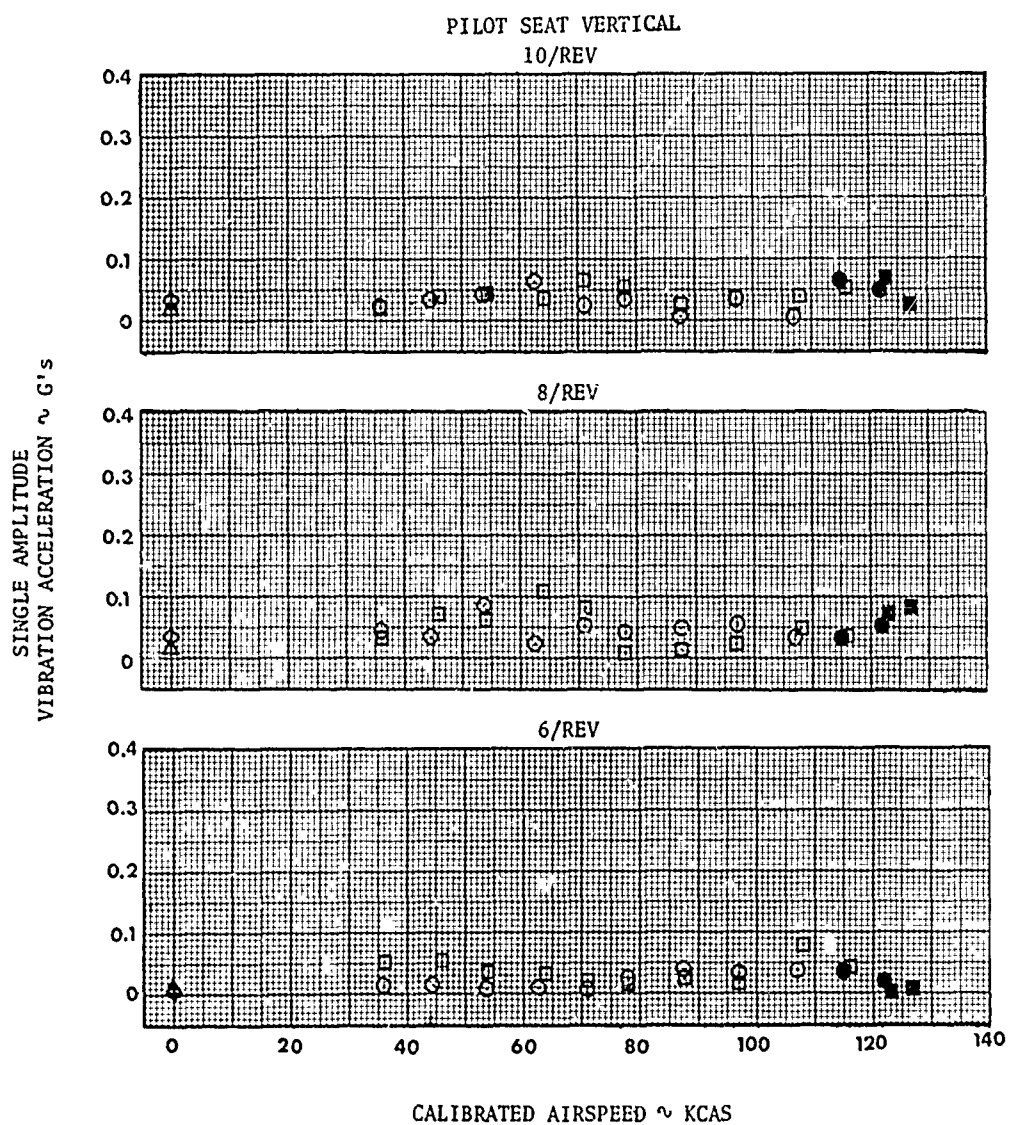 PILOT SEAT VERTICAL
10/REV
0.4
0.3
0.2
0.1
0
8/REV
0.4
0.3
0.2
0.1
0
SINGLE AMPLITUDE
VIBRATION ACCELERATION ~ G's
6/REV
0.4
0.3
0.2
0.1
0
0 20 40 60 80 100 120 140
CALIBRATED AIRSPEED ~ KCAS